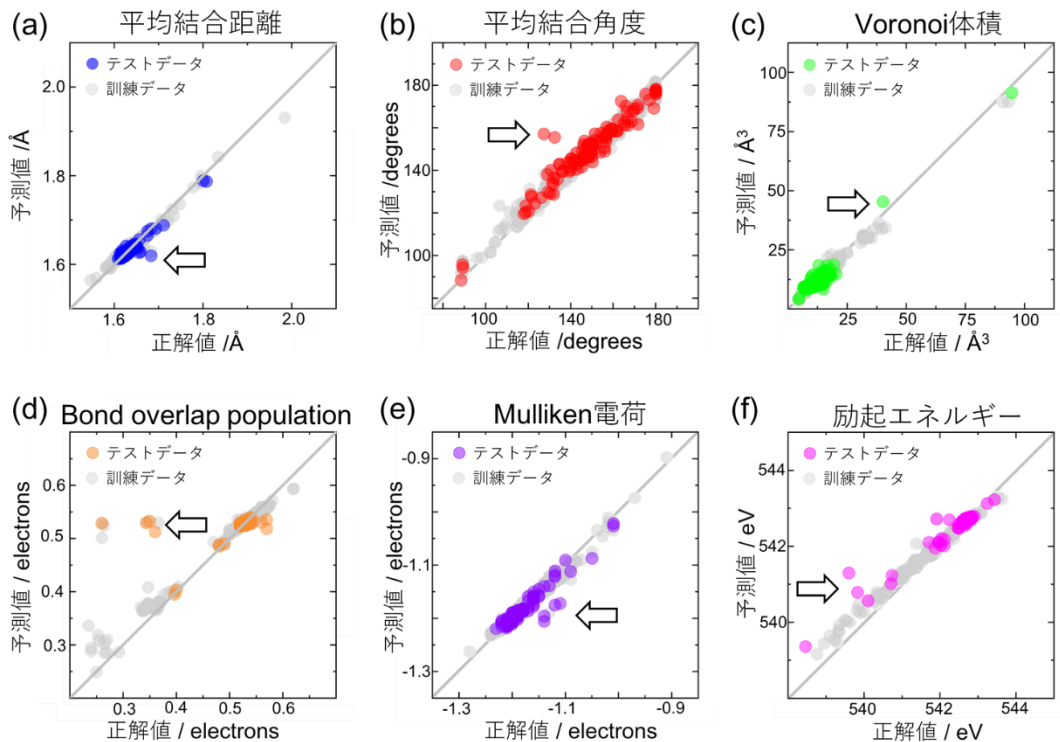 (a) 平均結合距離
テストデータ
訓練データ
2.0
1.8
1.6
予測値 /Å
1.6 1.8 2.0
正解値 /Å
(b) 平均結合角度
テストデータ
訓練データ
180
140
100
予測値 /degrees
100 140 180
正解値 /degrees
(c) Voronoi体積
テストデータ
訓練データ
100
75
50
25
予測値 / Å³
25 50 75 100
正解値 / Å³
(d) Bond overlap population
テストデータ
訓練データ
0.6
0.5
0.4
0.3
予測値 / electrons
0.3 0.4 0.5 0.6
正解値 / electrons
(e) Mulliken電荷
テストデータ
訓練データ
-0.9
-1.1
-1.3
予測値 / electrons
-1.3 -1.1 -0.9
正解値 / electrons
(f) 励起エネルギー
テストデータ
訓練データ
544
542
540
予測値 / eV
540 542 544
正解値 / eV